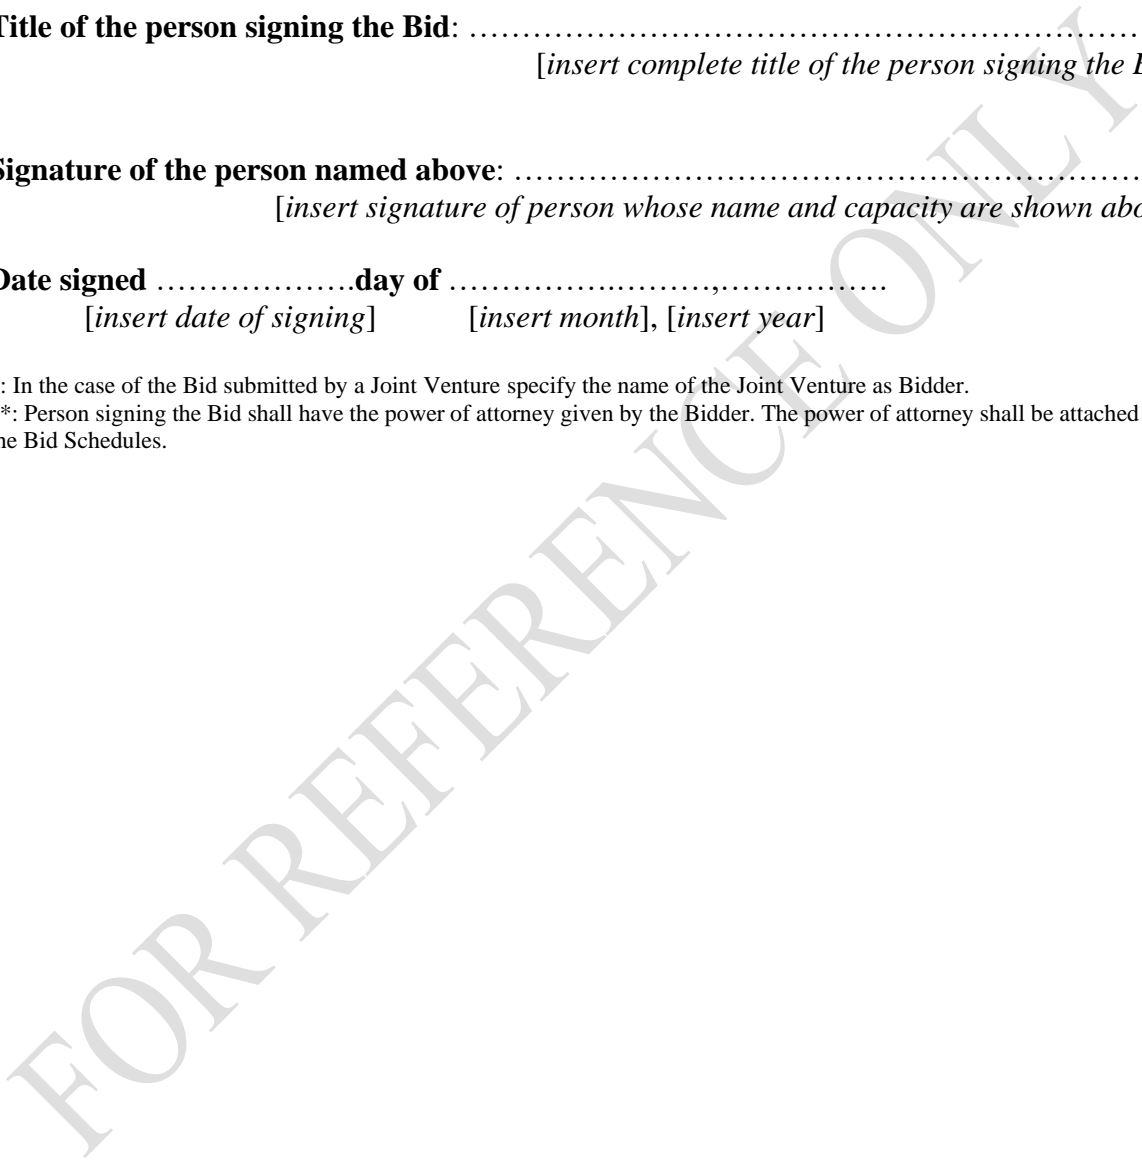 Title of the person signing the Bid: ……………………………………………………………
[insert complete title of the person signing the
Signature of the person named above: ………………………………………………………
[insert signature of person whose name and capacity are shown
Date signed ……………….day of …………….………,…………….
[insert date of signing] [insert month], [insert year]
: In the case of the Bid submitted by a Joint Venture specify the name of the Joint Venture as Bidder.
*: Person signing the Bid shall have the power of attorney given by the Bidder. The power of attorney shall be attached
the Bid Schedules.
FOR REFERENCE ONLY